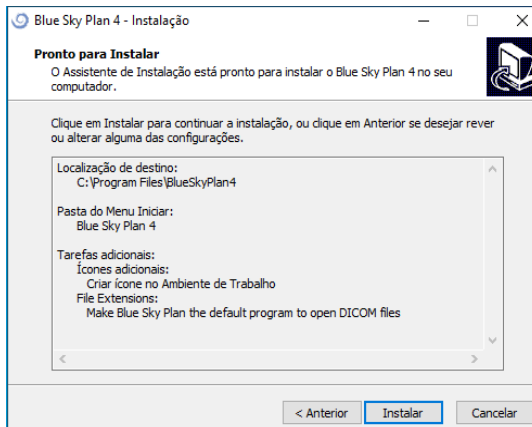 Blue Sky Plan 4 - Instalação
Pronto para Instalar
O Assistente de Instalação está pronto para instalar o Blue Sky Plan 4 no seu
computador.
Clique em Instalar para continuar a instalação, ou clique em Anterior se desejar rever
ou alterar alguma das configurações.
Localização de destino:
C:\Program Files\BlueSkyPlan4
Pasta do Menu Iniciar:
Blue Sky Plan 4
Tarefas adicionais:
Ícones adicionais:
Criar ícone no Ambiente de Trabalho
File Extensions:
Make Blue Sky Plan the default program to open DICOM files
< Anterior
Instalar
Cancelar